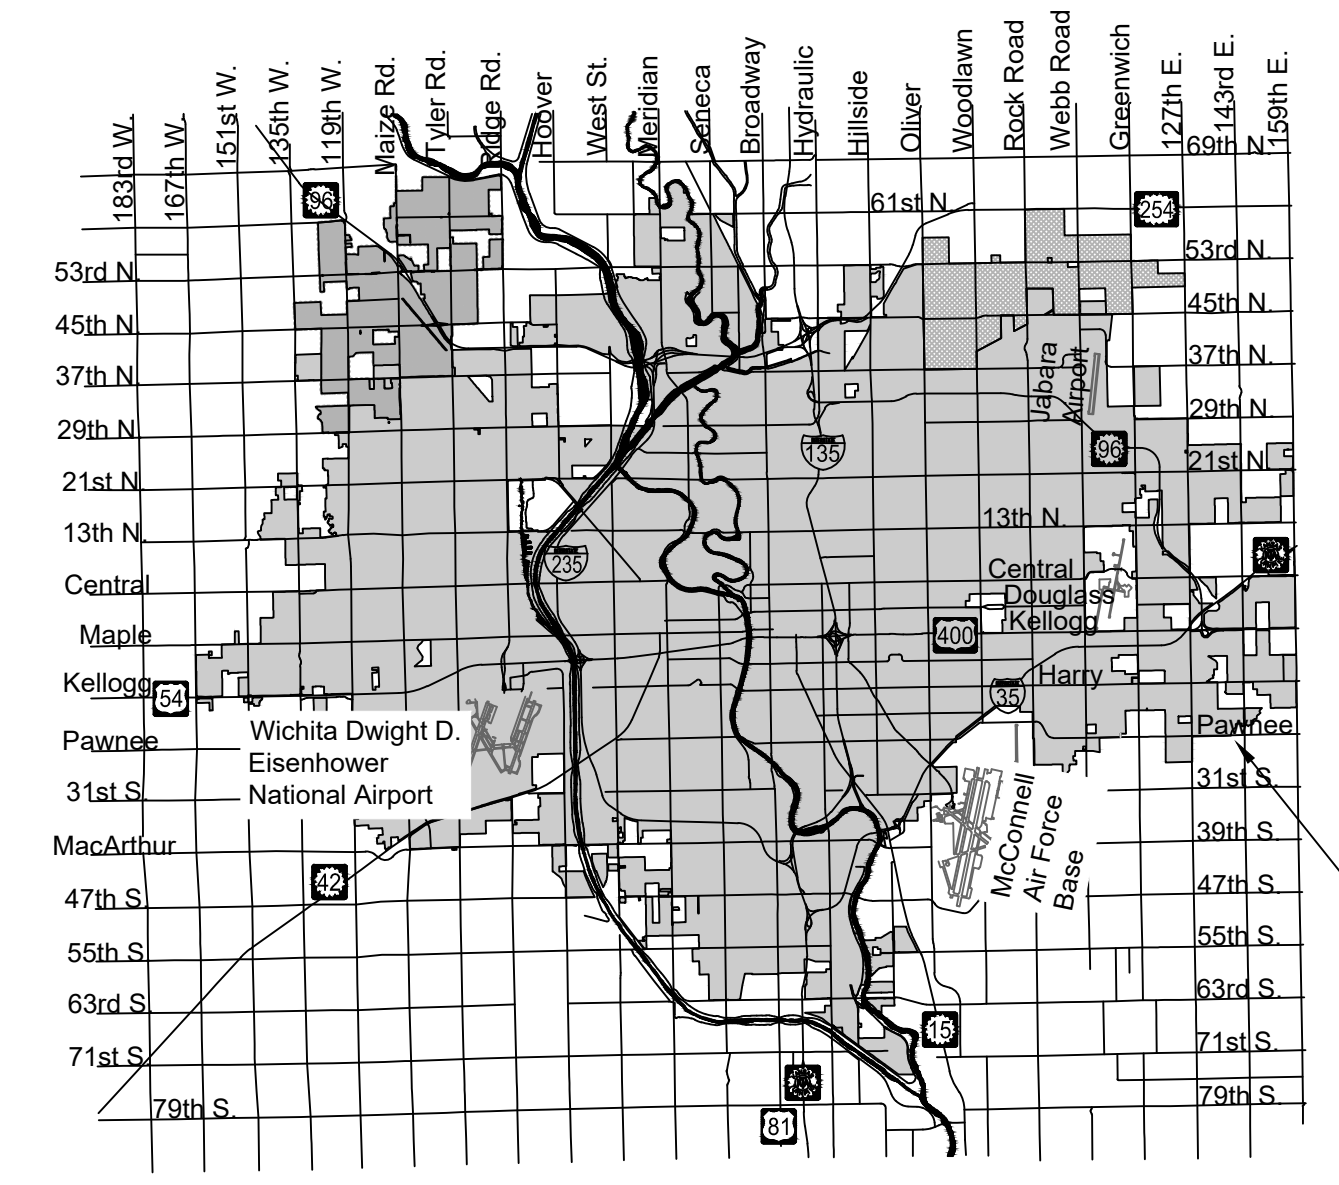 183rd W.
167th W.
151st W.
135th W.
119th W.
Maize Rd.
Tyler Rd.
Ridge Rd.
Hoover
West St.
Meridian
Seneca
Broadway
Hydraulic
Hillside
Oliver
Woodlawn
Rock Road
Webb Road
Greenwich
127th E.
143rd E.
159th E.
69th N.
96
61st N.
254
53rd N.
53rd N.
45th N.
45th N.
37th N.
37th N.
Jabara
Airport
29th N.
29th N.
135
96
21st N.
21st N.
13th N.
13th N.
235
Central
Central
Douglass
Maple
Kellogg
400
Kellogg
54
Harry
35
Wichita Dwight D.
Eisenhower
National Airport
Pawnee
Pawnee
31st S.
31st S.
McConnell
Air Force
Base
MacArthur
39th S.
42
47th S.
47th S.
55th S.
55th S.
63rd S.
63rd S.
15
71st S.
71st S.
79th S.
79th S.
81